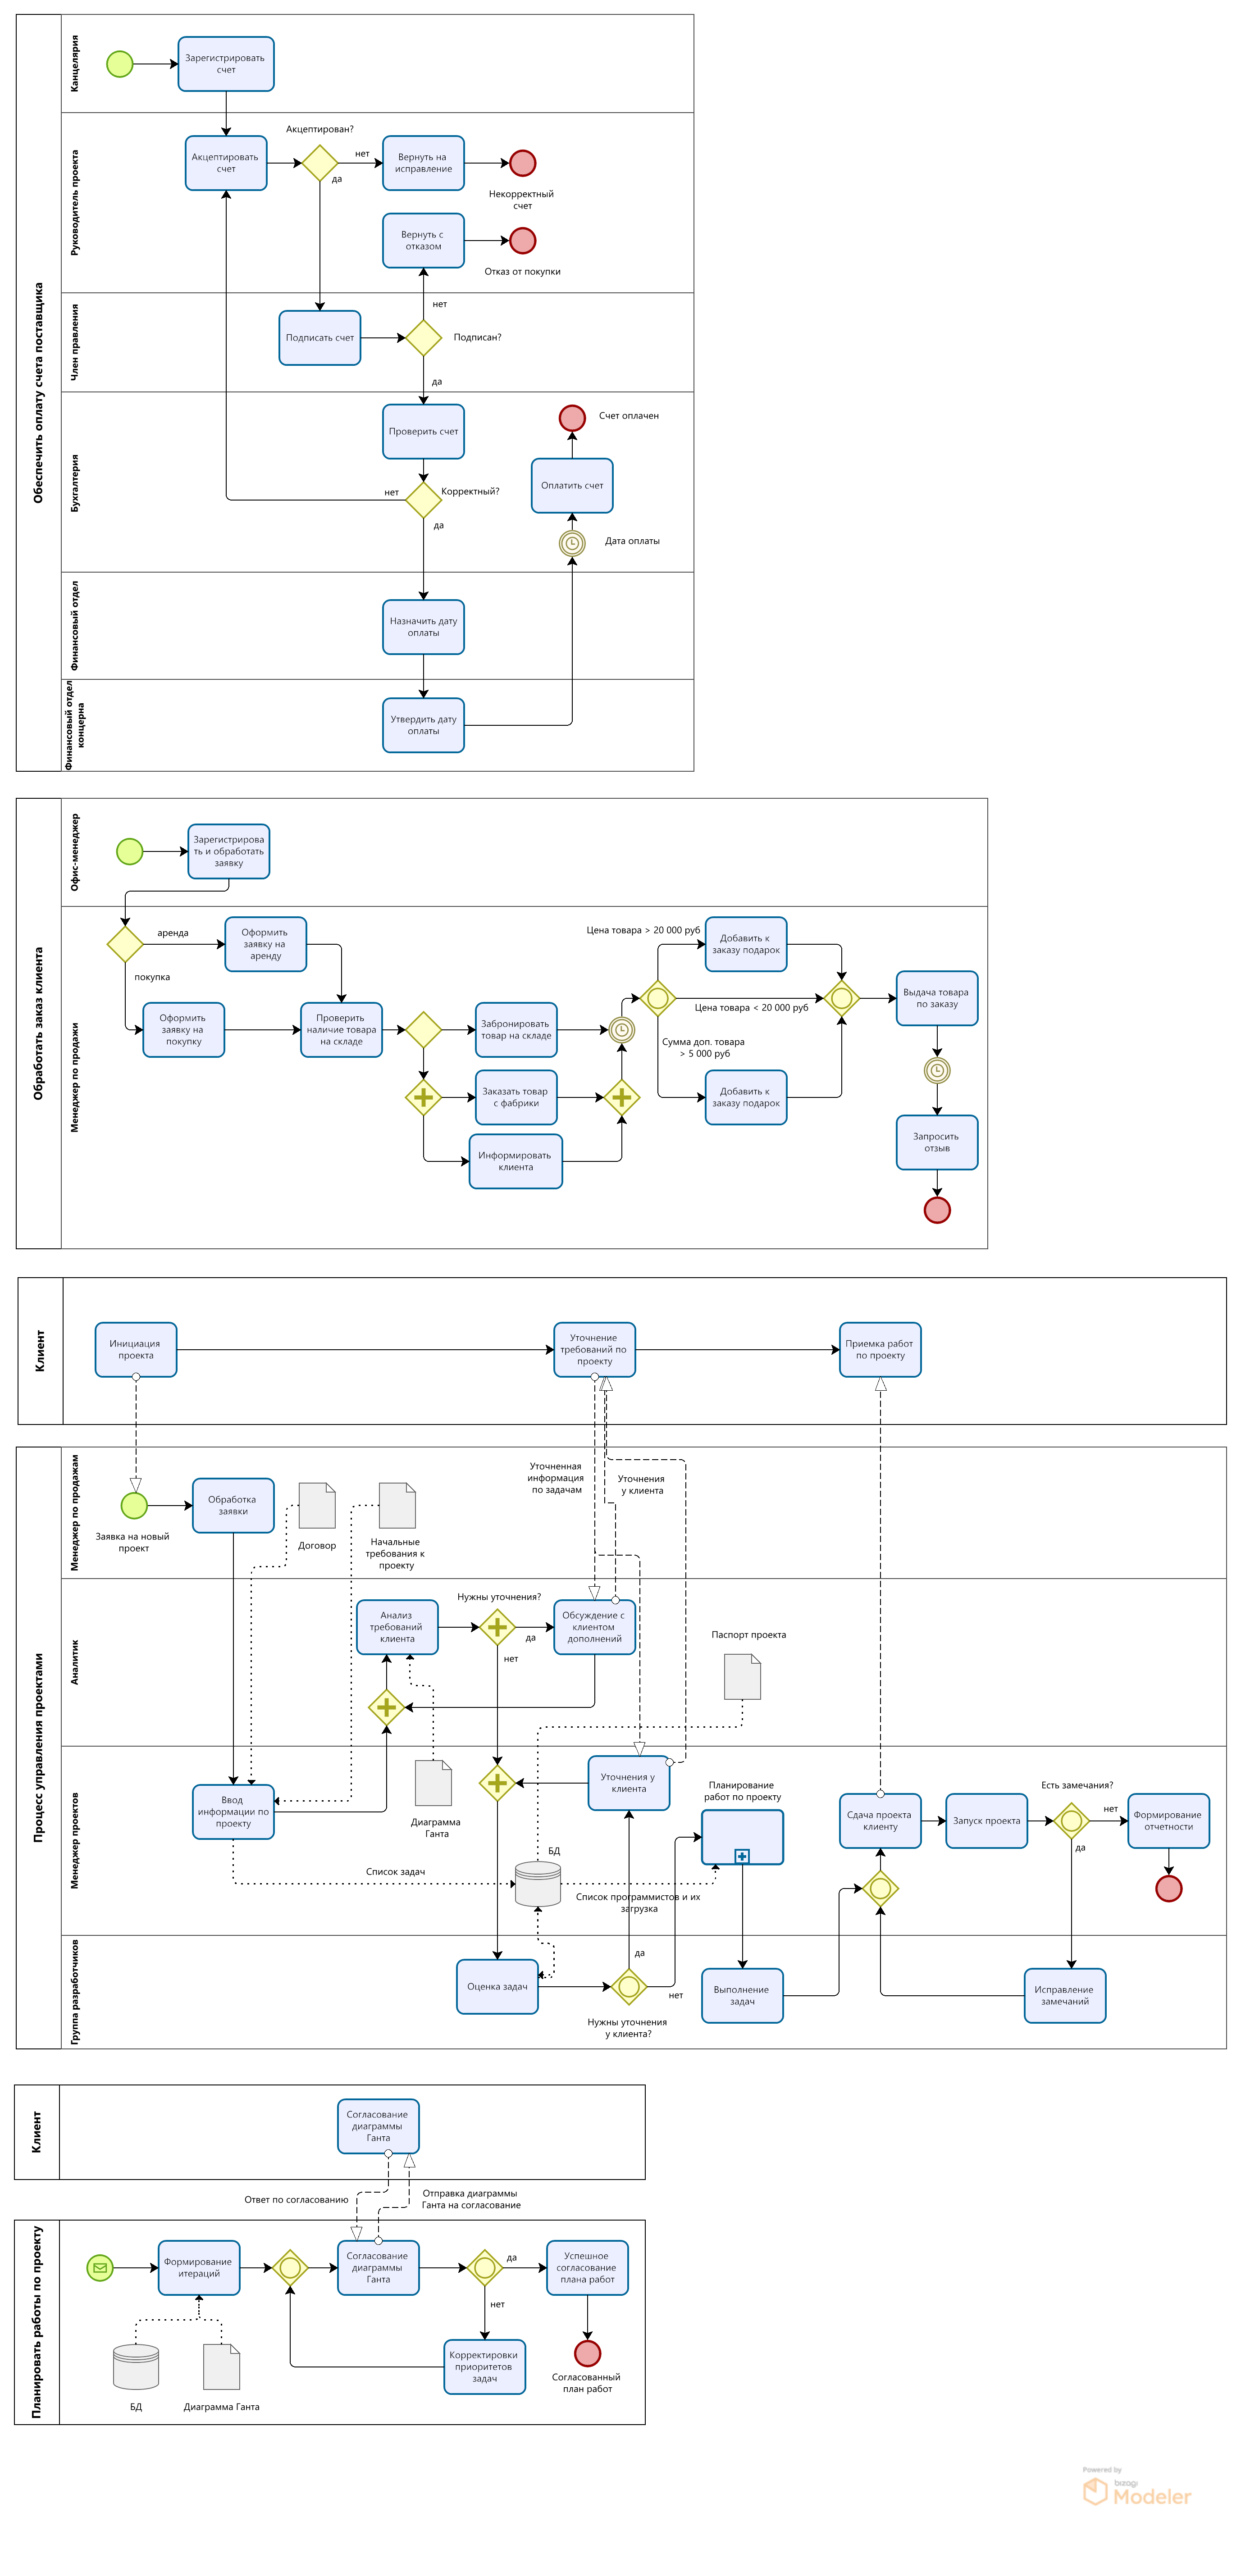 Обеспечить оплату счета поставщика
Канцелярия
Зарегистрировать
счет
Руководитель проекта
Акцептировать
счет
Акцептирован?
нет
да
Вернуть на
исправление
Некорректный
счет
Вернуть с
отказом
Отказ от покупки
Член правления
нет
Подписать счет
Подписан?
да
Бухгалтерия
Проверить счет
Счет оплачен
Оплатить счет
нет
Корректный?
да
Дата оплаты
Финансовый отдел
Назначить дату
оплаты
Финансовый отдел
концерна
Утвердить дату
оплаты
Обработать заказ клиента
Офис-менеджер
Зарегистрирова
ть и обработать
заявку
Менеджер по продажи
аренда
Оформить
заявку на
аренду
покупка
Оформить
заявку на
покупку
Проверить
наличие товара
на складе
Забронировать
товар на складе
Заказать товар
с фабрики
Информировать
клиента
Цена товара > 20 000 руб
Добавить к
заказу подарок
Цена товара < 20 000 руб
Сумма доп. товара
> 5 000 руб
Добавить к
заказу подарок
Выдача товара
по заказу
Запросить
отзыв
Клиент
Инициация
проекта
Уточнение
требований по
проекту
Приемка работ
по проекту
Процесс управления проектами
Менеджер по продажам
Заявка на новый
проект
Обработка
заявки
Договор
Начальные
требования к
проекту
Уточненная
информация
по задачам
Уточнения
у клиента
Аналитик
Анализ
требований
клиента
Нужны уточнения?
да
нет
Обсуждение с
клиентом
дополнений
Паспорт проекта
Менеджер проектов
Ввод
информации по
проекту
Диаграмма
Ганта
Список задач
БД
Уточнения у
клиента
Список программистов и их
загрузка
Планирование
работ по проекту
Сдача проекта
клиенту
Запуск проекта
Есть замечания?
нет
да
Формирование
отчетности
Группа разработчиков
Оценка задач
да
нет
Нужны уточнения
у клиента?
Выполнение
задач
Исправление
замечаний
Клиент
Согласование
диаграммы
Ганта
Ответ по согласованию
Отправка диаграммы
Ганта на согласование
Планировать работы по проекту
Формирование
итераций
Согласование
диаграммы
Ганта
да
нет
Успешное
согласование
плана работ
Корректировки
приоритетов
задач
Согласованный
план работ
БД
Диаграмма Ганта
Powered by
bizagi
Modeler